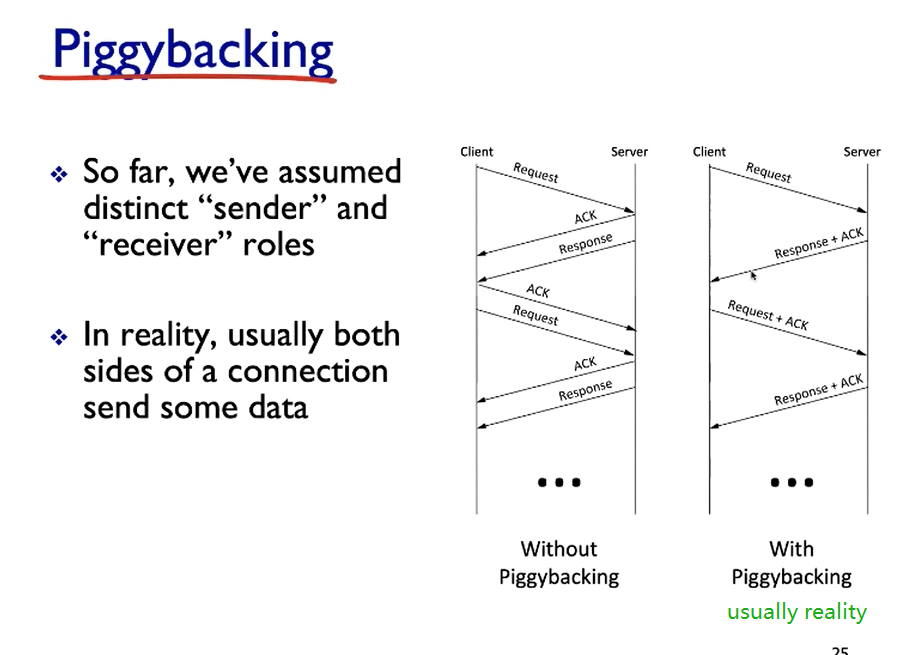 Piggybacking
❖ So far, we've assumed
distinct "sender" and
"receiver" roles
❖ In reality, usually both
sides of a connection
send some data
Client
Server
Request
ACK
Response
ACK
Request
ACK
Response
...
Without
Piggybacking
Client
Server
Request
Response + ACK
Request + ACK
Response + ACK
...
With
Piggybacking
usually reality
25